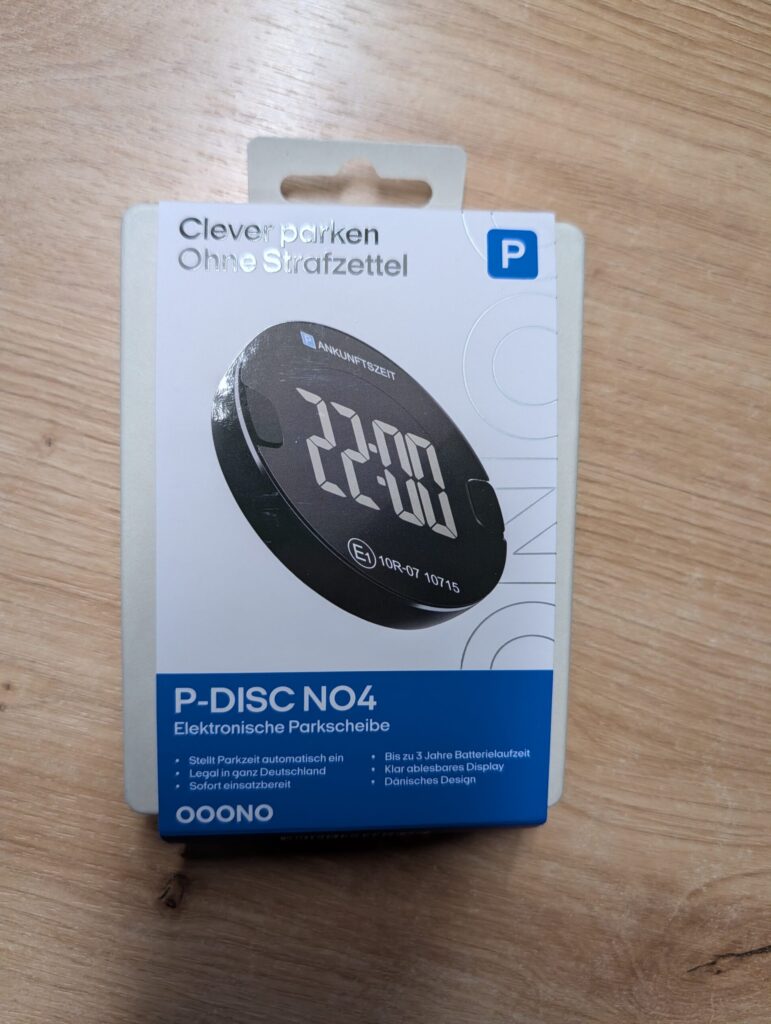 Clever parken
Ohne Strafzettel
P
P ANKUNFTSZEIT
22:00
E1 10R-07 10715
OOONO
P-DISC NO4
Elektronische Parkscheibe
• Stellt Parkzeit automatisch ein
• Legal in ganz Deutschland
• Sofort einsatzbereit
• Bis zu 3 Jahre Batterielaufzeit
• Klar ablesbares Display
• Dänisches Design
OOONO